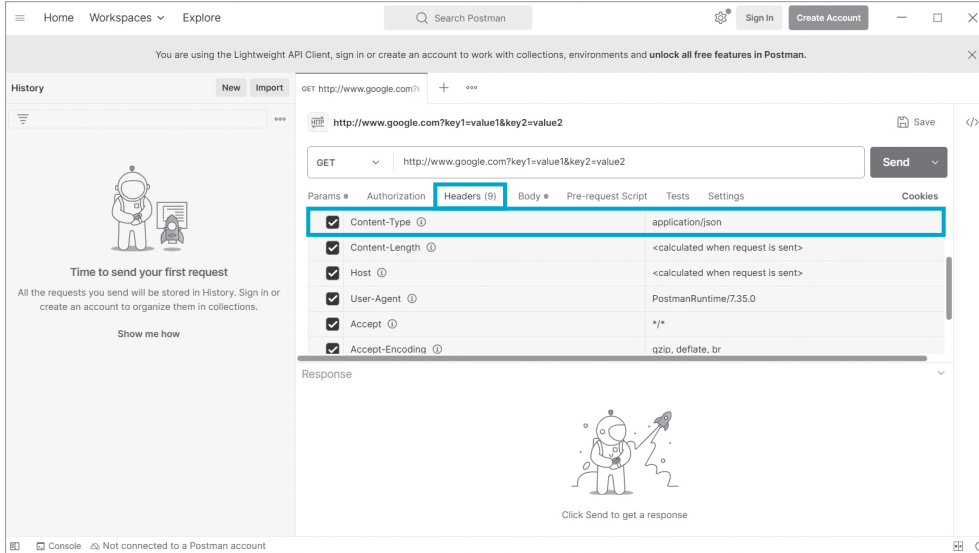 Home Workspaces Explore Search Postman Sign In Create Account
You are using the Lightweight API Client, sign in or create an account to work with collections, environments and unlock all free features in Postman.
History New Import
GET http://www.google.com?
HTTP http://www.google.com?key1=value1&key2=value2 Save </>
GET http://www.google.com?key1=value1&key2=value2 Send
Params Authorization Headers (9) Body Pre-request Script Tests Settings Cookies
Content-Type application/json
Content-Length <calculated when request is sent>
Host <calculated when request is sent>
User-Agent PostmanRuntime/7.35.0
Accept */*
Accept-Encoding gzip, deflate, br
Time to send your first request
All the requests you send will be stored in History. Sign in or
create an account to organize them in collections.
Show me how
Response
Click Send to get a response
Console Not connected to a Postman account